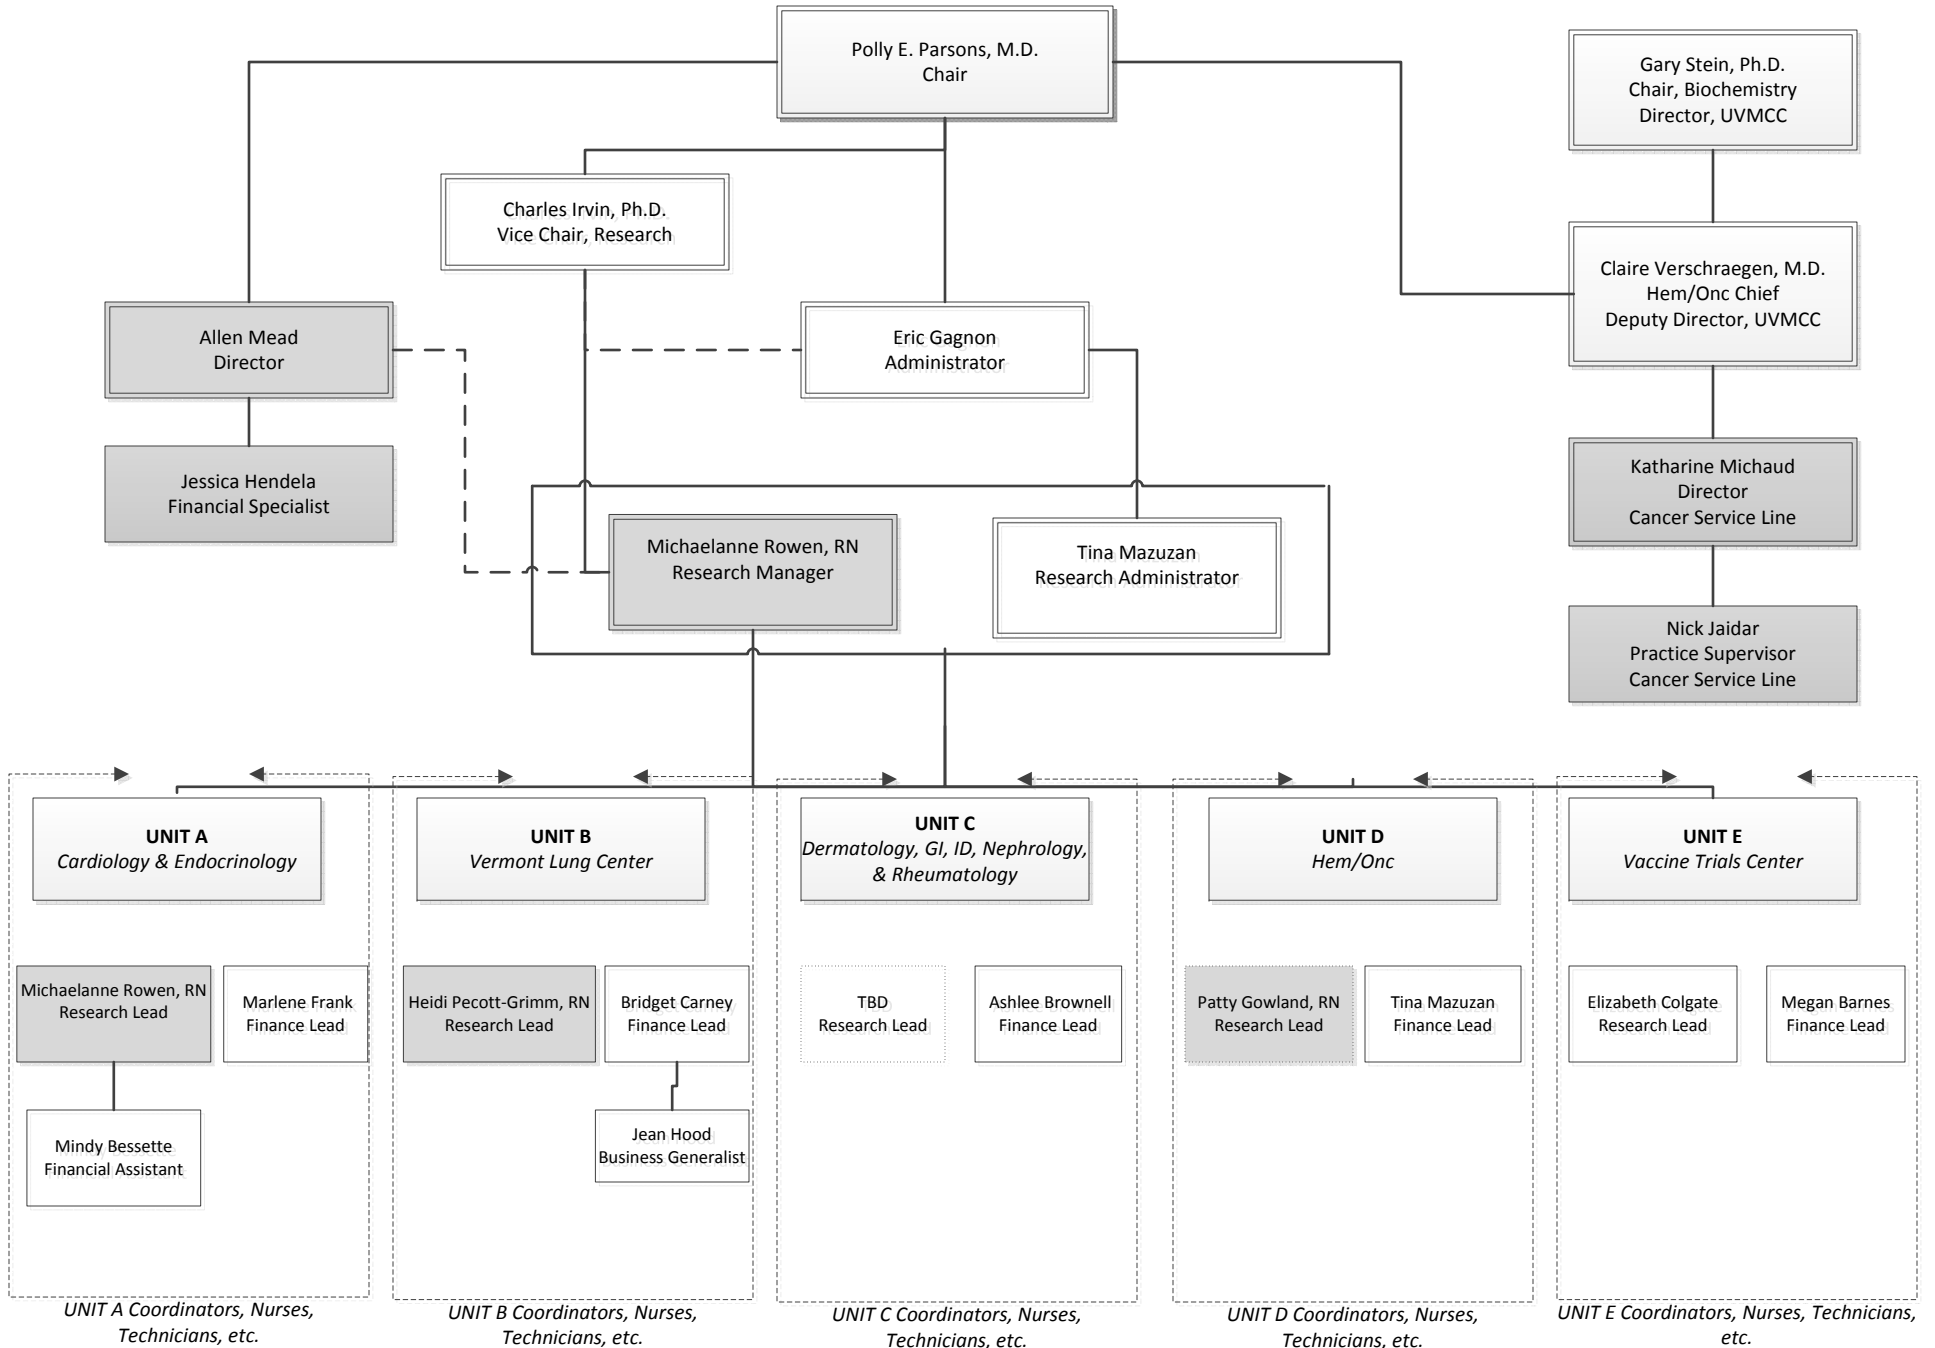 Polly E. Parsons, M.D.
Chair
Gary Stein, Ph.D.
Chair, Biochemistry
Director, UVMCC
Charles Irvin, Ph.D.
Vice Chair, Research
Claire Verschraegen, M.D.
Hem/Onc Chief
Deputy Director, UVMCC
Allen Mead
Director
Eric Gagnon
Administrator
Jessica Hendela
Financial Specialist
Katharine Michaud
Director
Cancer Service Line
Michaelanne Rowen, RN
Research Manager
Tina Mazuzan
Research Administrator
Nick Jaidar
Practice Supervisor
Cancer Service Line
UNIT A
Cardiology & Endocrinology
UNIT B
Vermont Lung Center
UNIT C
Dermatology, GI, ID, Nephrology,
& Rheumatology
UNIT D
Hem/Onc
UNIT E
Vaccine Trials Center
Michaelanne Rowen, RN
Research Lead
Marlene Frank
Finance Lead
Heidi Pecott-Grimm, RN
Research Lead
Bridget Carney
Finance Lead
TBD
Research Lead
Ashlee Brownell
Finance Lead
Patty Gowland, RN
Research Lead
Tina Mazuzan
Finance Lead
Elizabeth Colgate
Research Lead
Megan Barnes
Finance Lead
Mindy Bessette
Financial Assistant
Jean Hood
Business Generalist
UNIT A Coordinators, Nurses,
Technicians, etc.
UNIT B Coordinators, Nurses,
Technicians, etc.
UNIT C Coordinators, Nurses,
Technicians, etc.
UNIT D Coordinators, Nurses,
Technicians, etc.
UNIT E Coordinators, Nurses, Technicians,
etc.